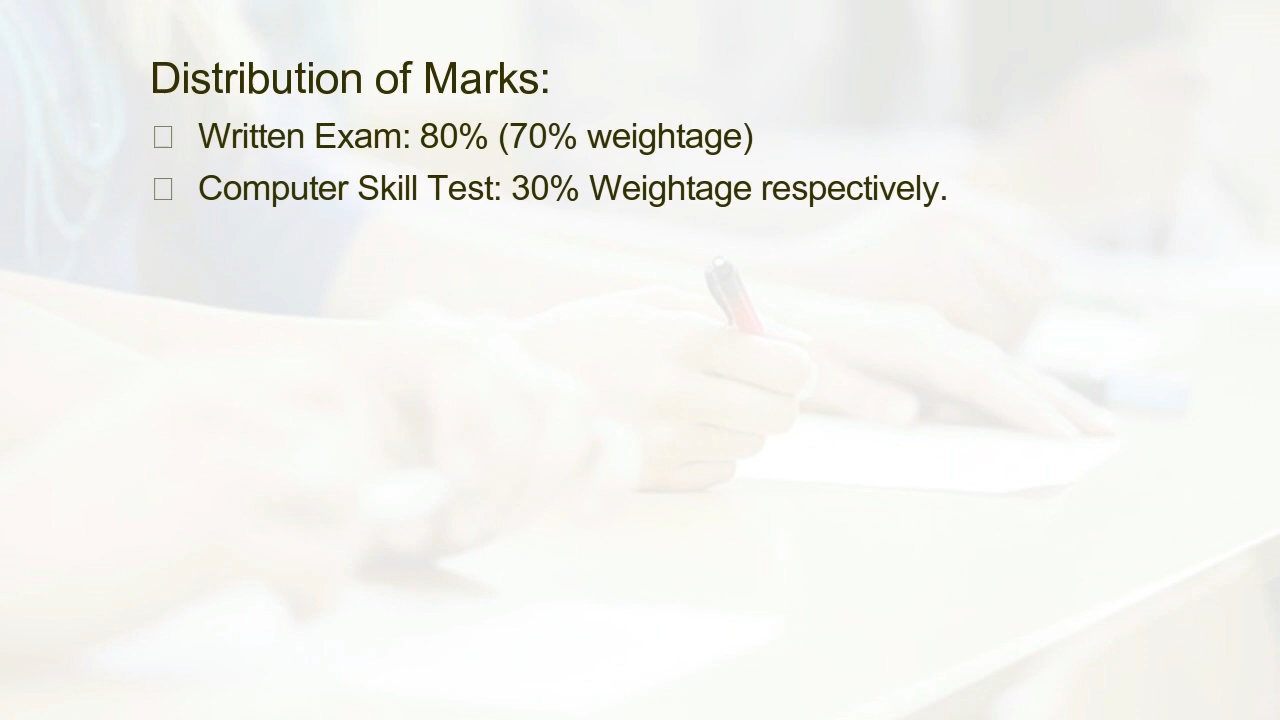 Distribution of Marks:
Written Exam: 80% (70% weightage)
Computer Skill Test: 30% Weightage respectively.